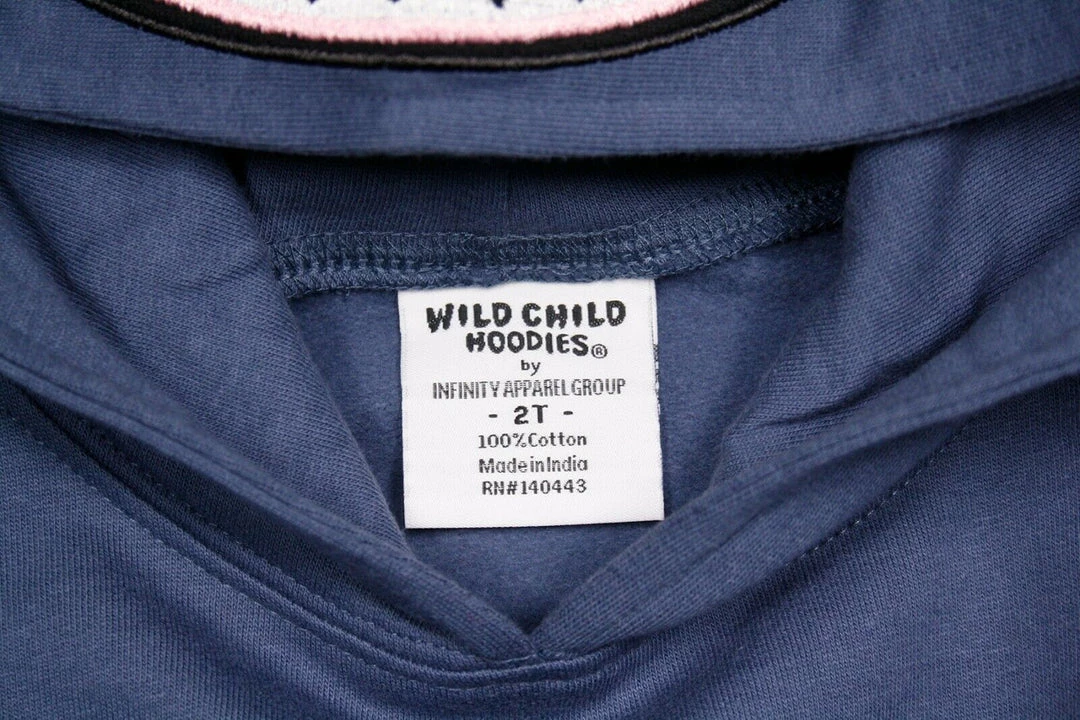 WILD CHILD
HOODIES®
by
INFINITY APPAREL GROUP
- 2T -
100%Cotton
MadeinIndia
RN#140443